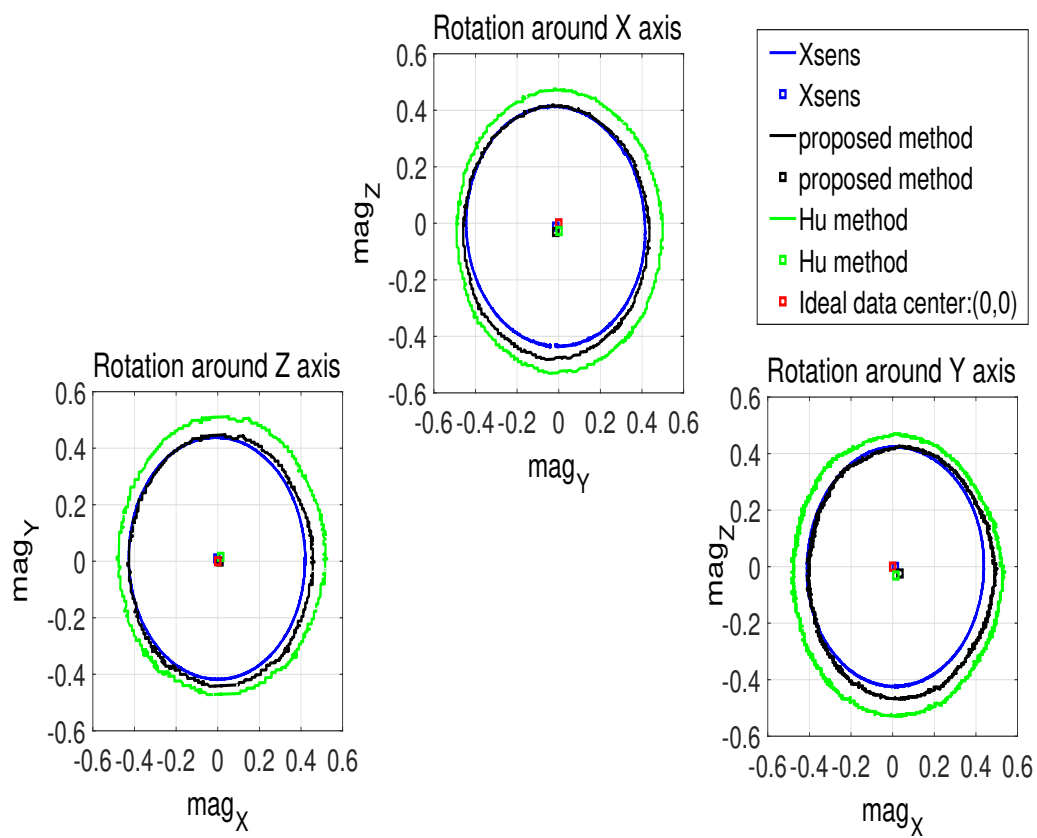 Rotation around X axis
0.6
0.4
0.2
0
-0.2
-0.4
-0.6
mag_Z
-0.6 -0.4 -0.2 0 0.2 0.4 0.6
mag_Y
Xsens
Xsens
proposed method
proposed method
Hu method
Hu method
Ideal data center:(0,0)
Rotation around Z axis
0.6
0.4
0.2
0
-0.2
-0.4
-0.6
mag_Y
-0.6 -0.4 -0.2 0 0.2 0.4 0.6
mag_X
Rotation around Y axis
0.6
0.4
0.2
0
-0.2
-0.4
-0.6
mag_Z
-0.6 -0.4 -0.2 0 0.2 0.4 0.6
mag_X